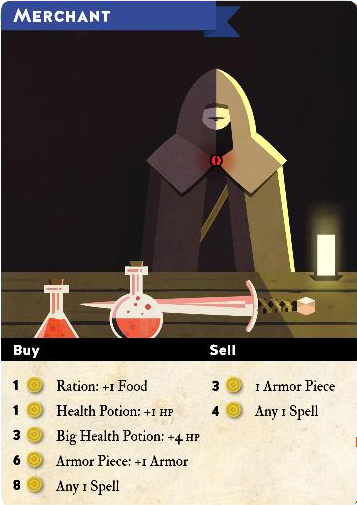 MERCHANT
Buy
Sell
1 Ration: +1 Food
1 Health Potion: +1 HP
3 Big Health Potion: +4 HP
6 Armor Piece: +1 Armor
8 Any 1 Spell
3 1 Armor Piece
4 Any 1 Spell